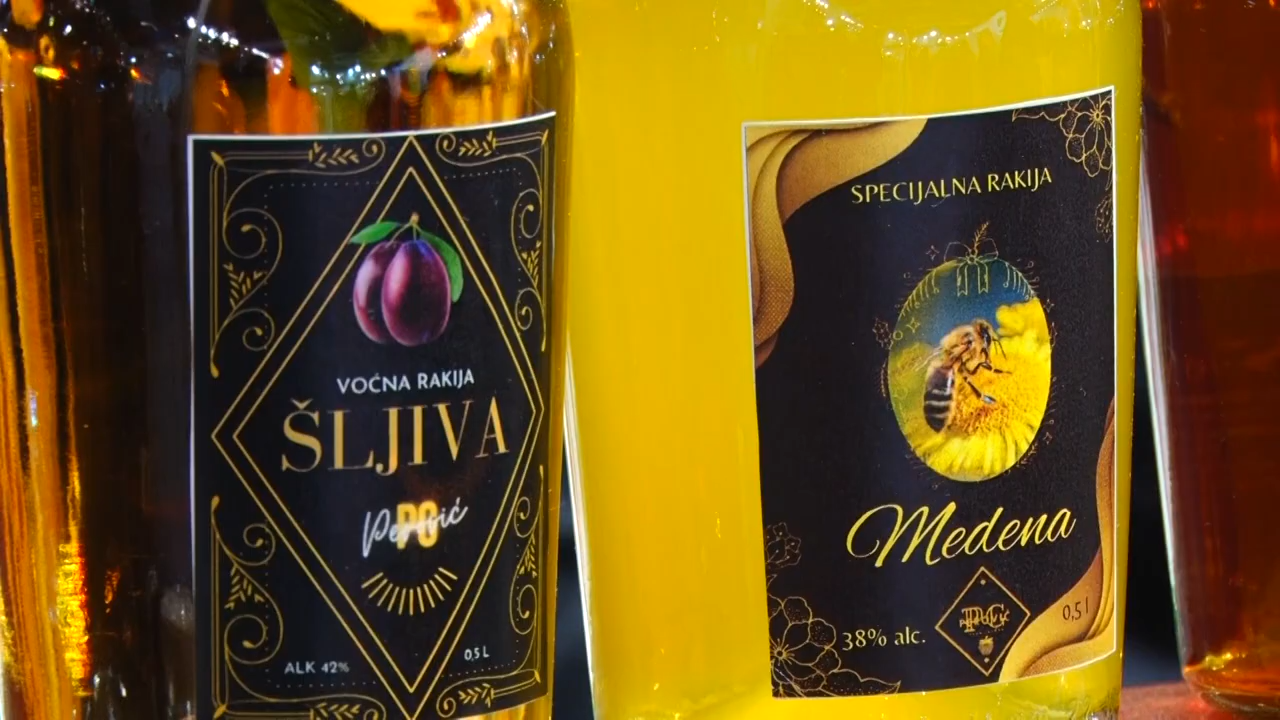 VOĆNA RAKIJA
ŠLJIVA
ALK 42%
0,5 L
SPECIJALNA RAKIJA
Medena
38% alc.
0,5 l